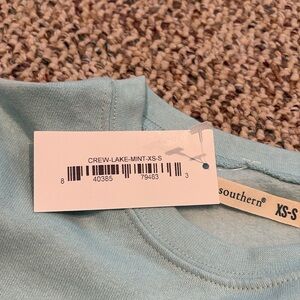 CREW-LAKE-MINT-XS-S
8 40385 79463 3
southern®
XS-S